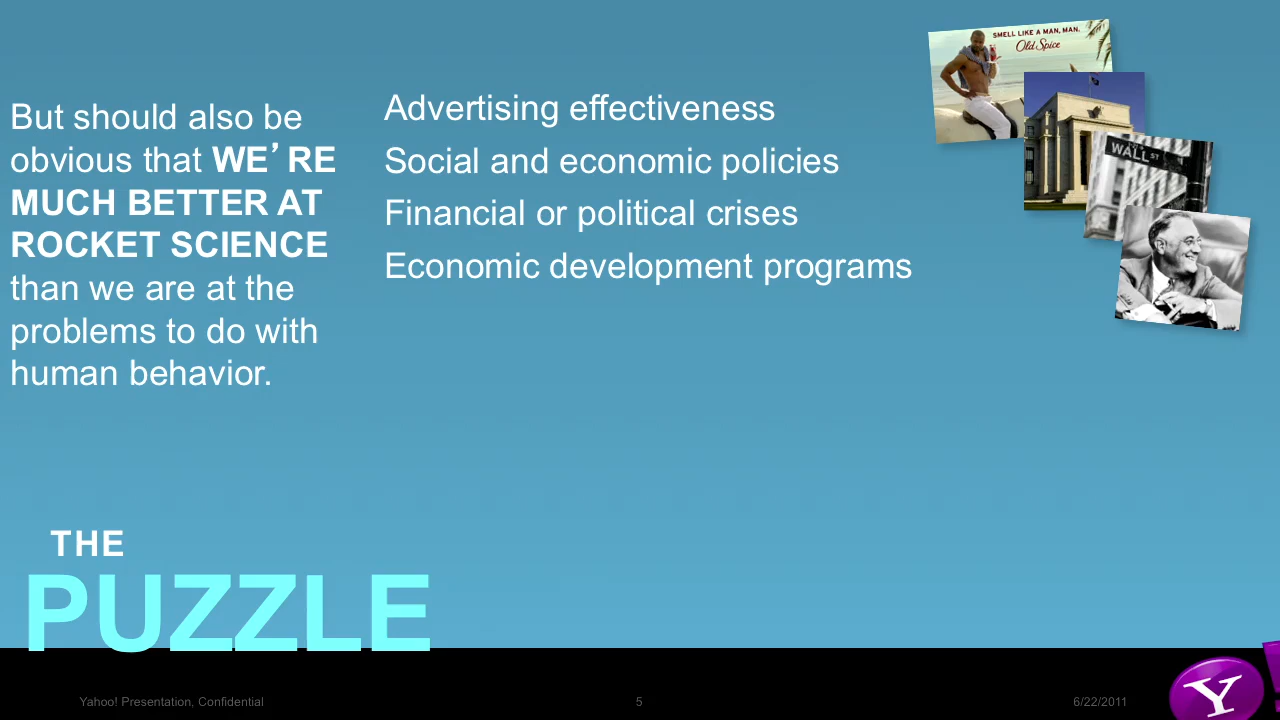 But should also be
obvious that WE’RE
MUCH BETTER AT
ROCKET SCIENCE
than we are at the
problems to do with
human behavior.
Advertising effectiveness
Social and economic policies
Financial or political crises
Economic development programs
SMELL LIKE A MAN, MAN.
Old Spice
WALL ST
THE
PUZZLE
Yahoo! Presentation, Confidential
5
6/22/2011
Y!